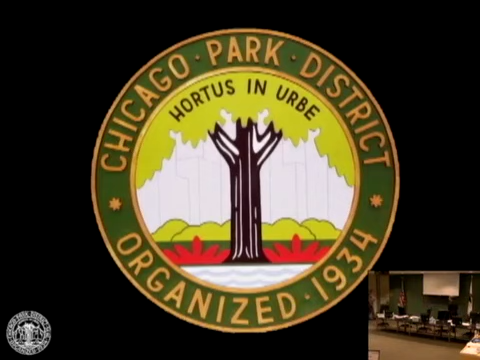 CHICAGO · PARK · DISTRICT
HORTUS IN URBE
ORGANIZED · 1934